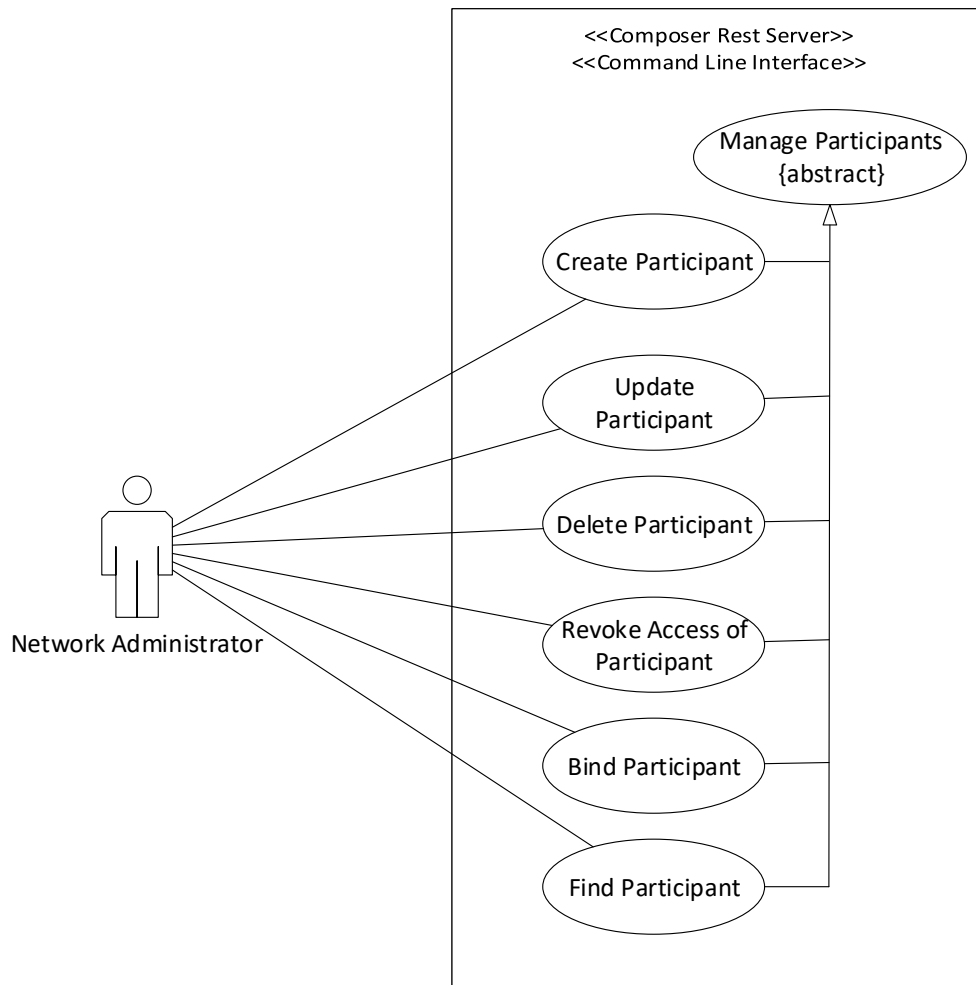 <<Composer Rest Server>>
<<Command Line Interface>>
Manage Participants
{abstract}
Create Participant
Update
Participant
Delete Participant
Revoke Access of
Participant
Network Administrator
Bind Participant
Find Participant